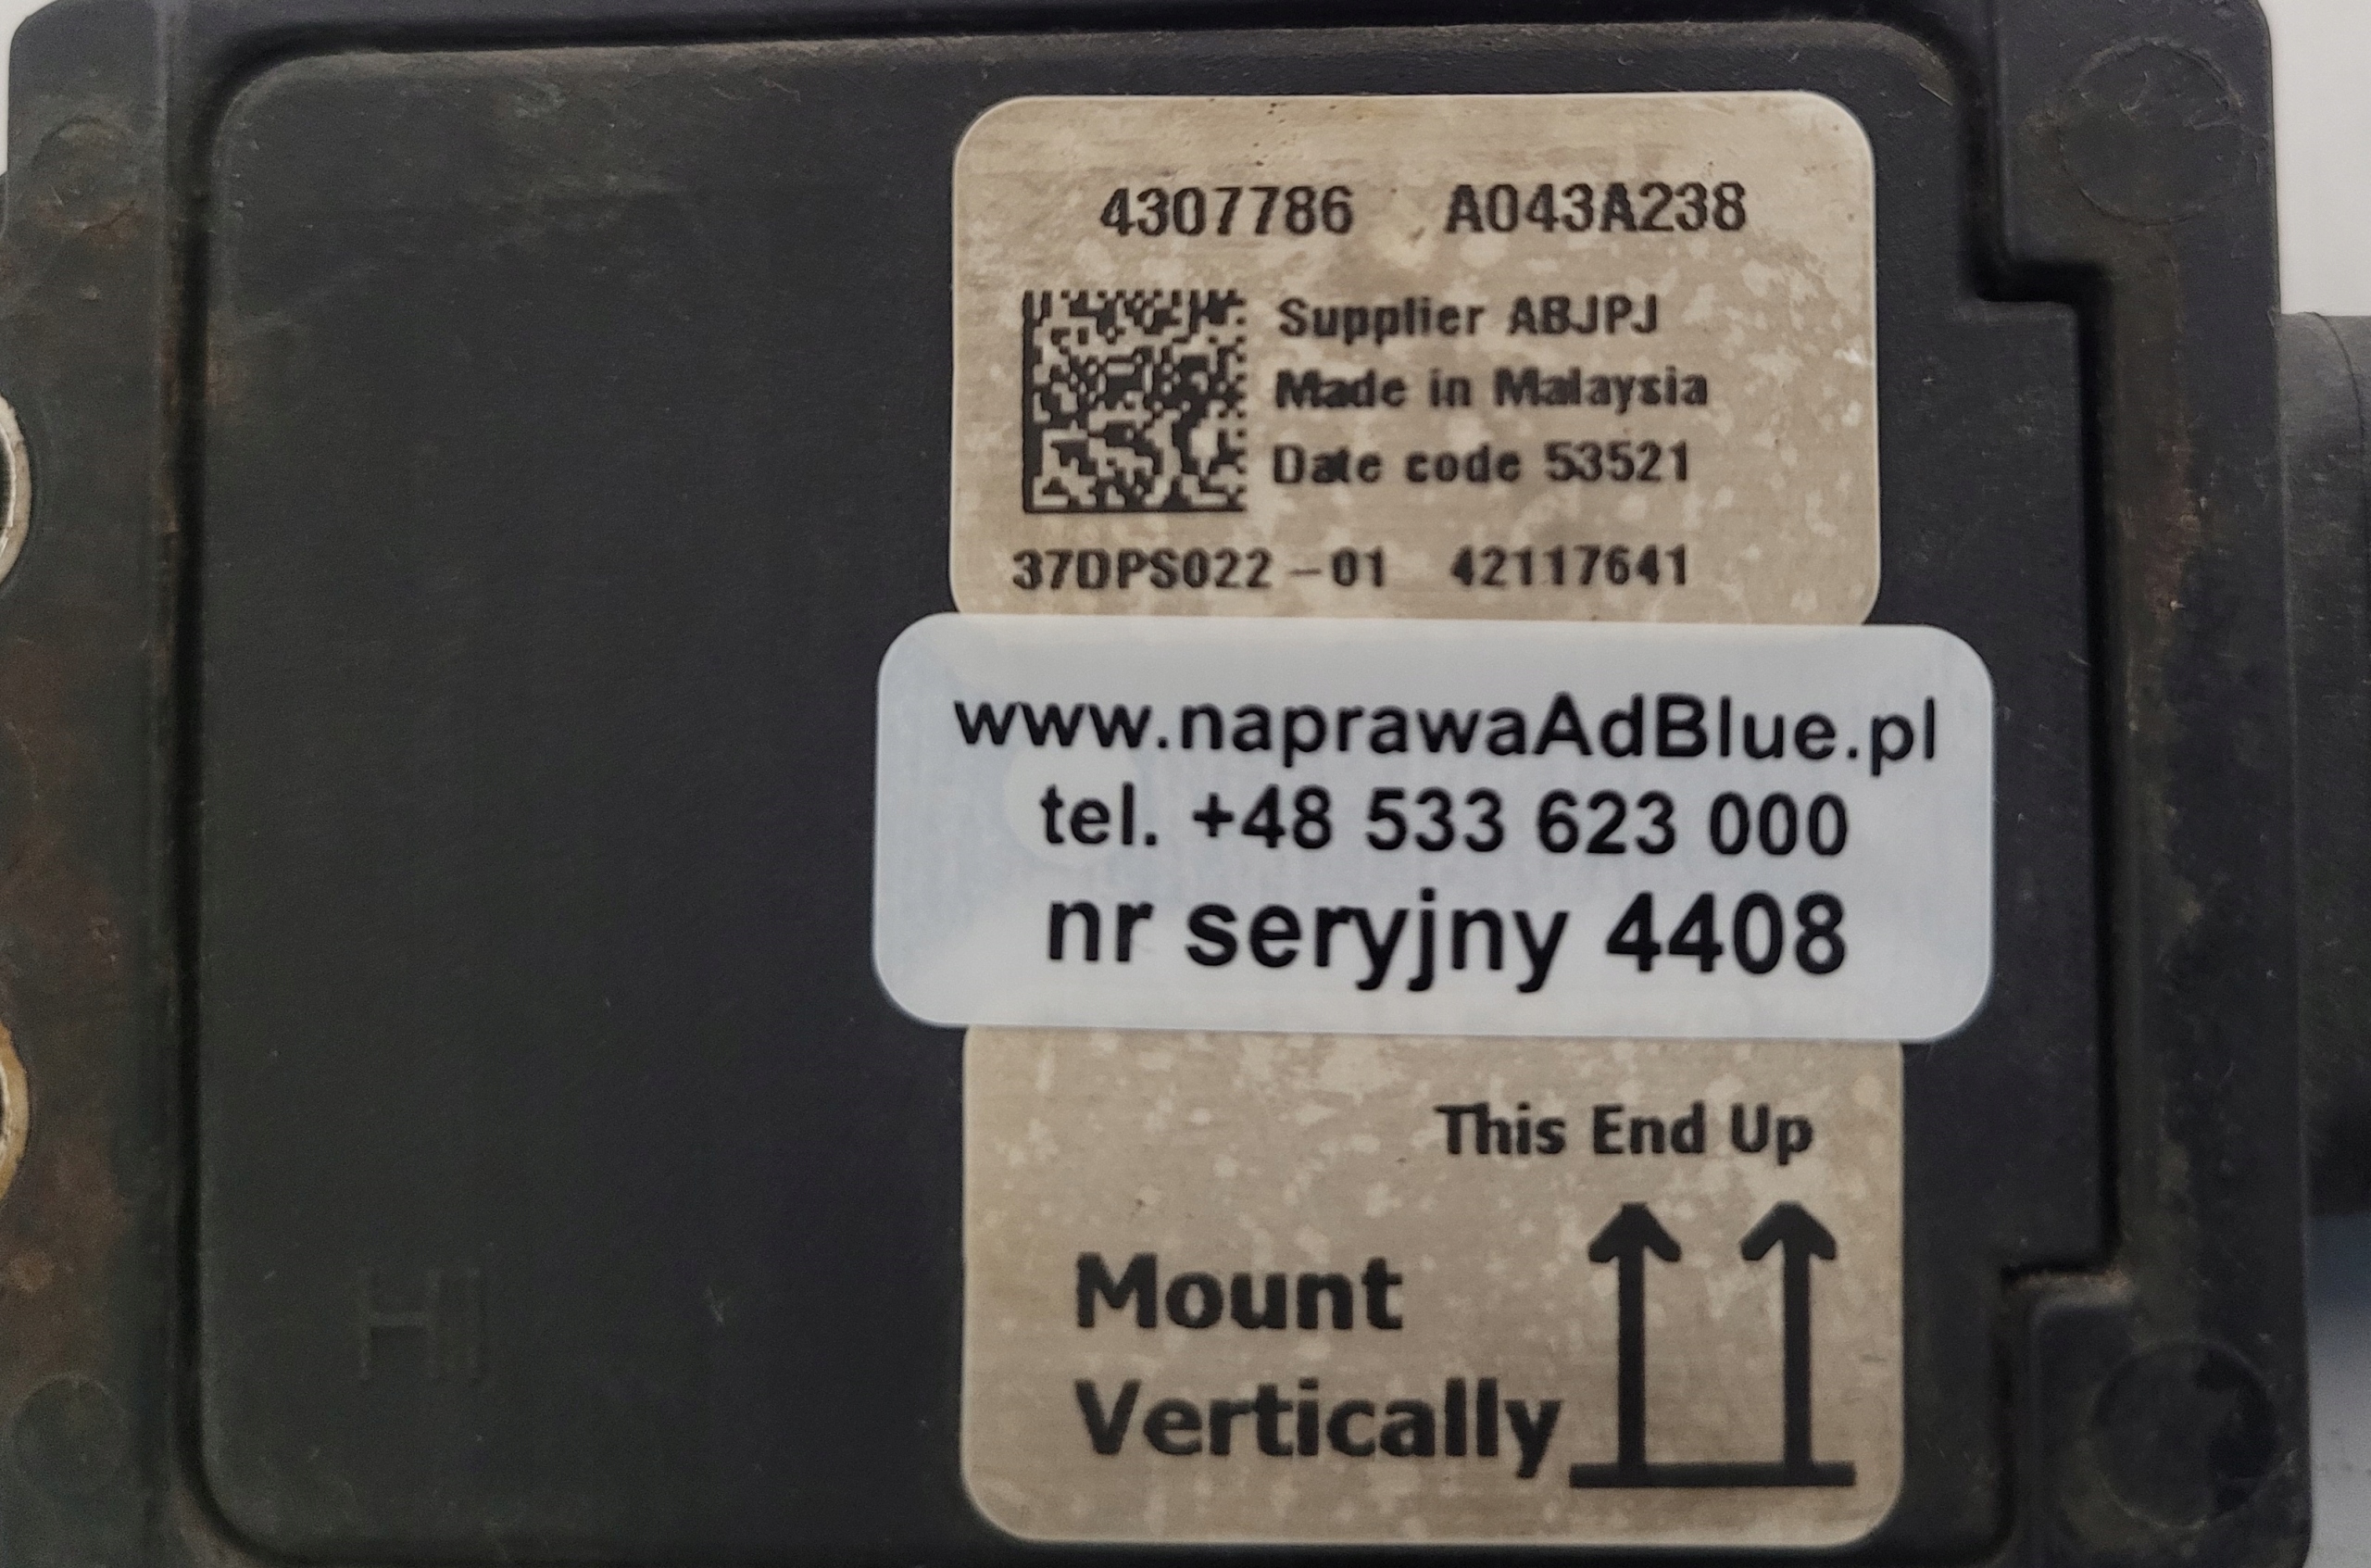 4307786 A043A238
Supplier ABJPJ
Made in Malaysia
Date code 53521
37DPS022-01 42117641
www.naprawaAdBlue.pl
tel. +48 533 623 000
nr seryjny 4408
This End Up
Mount
Vertically
HI